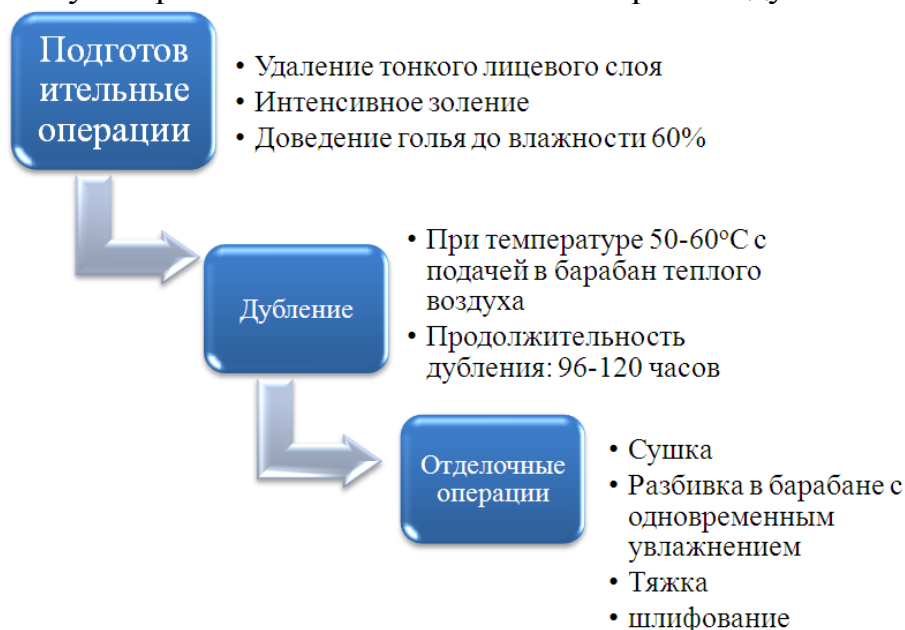 Подготов
ительные
операции
• Удаление тонкого лицевого слоя
• Интенсивное золение
• Доведение голья до влажности 60%
Дубление
• При температуре 50-60°С с
подачей в барабан теплого
воздуха
• Продолжительность
дубления: 96-120 часов
Отделочные
операции
• Сушка
• Разбивка в барабане с
одновременным
увлажнением
• Тяжка
• шлифование